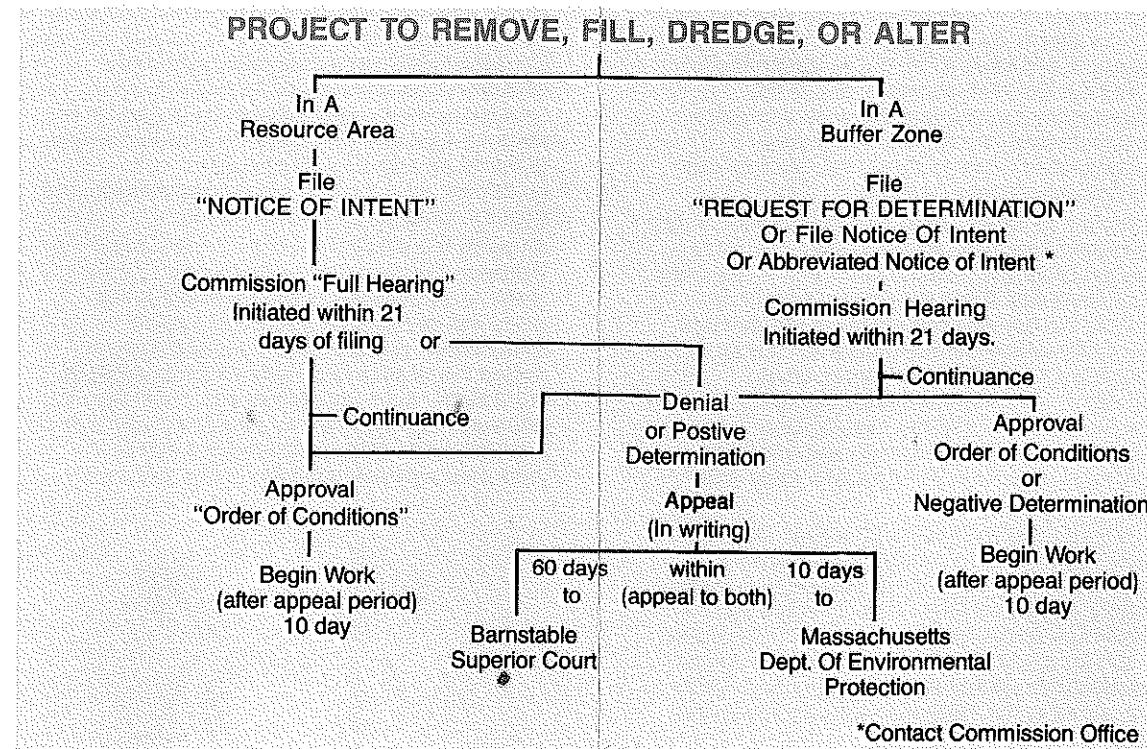 PROJECT TO REMOVE, FILL, DREDGE, OR ALTER
In A
Resource Area
File
"NOTICE OF INTENT"
Commission "Full Hearing"
Initiated within 21
days of filing or
Continuance
Approval
"Order of Conditions"
Begin Work
(after appeal period)
10 day
In A
Buffer Zone
File
"REQUEST FOR DETERMINATION"
Or File Notice Of Intent
Or Abbreviated Notice of Intent *
Commission Hearing
Initiated within 21 days.
Continuance
Denial
or Postive
Determination
Appeal
(In writing)
60 days within 10 days
to (appeal to both) to
Barnstable
Superior Court
Massachusetts
Dept. Of Environmental
Protection
Approval
Order of Conditions
or
Negative Determination
Begin Work
(after appeal period)
10 day
*Contact Commission Office